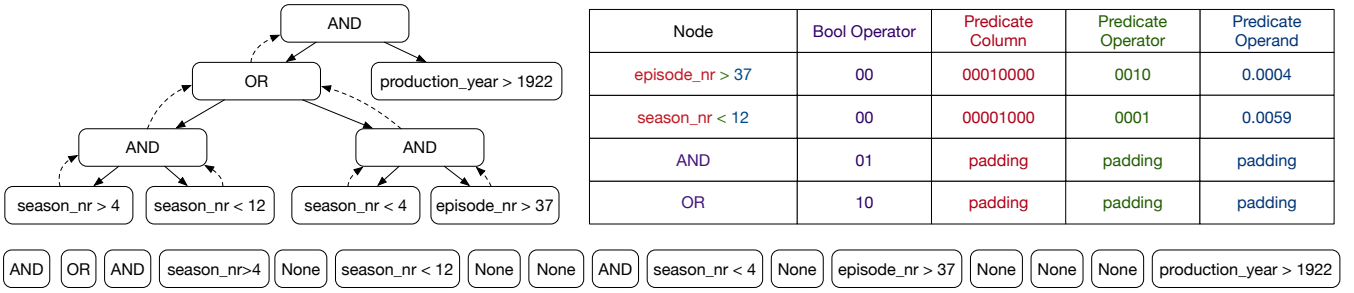 AND
OR
production_year > 1922
AND
AND
season_nr > 4
season_nr < 12
season_nr < 4
episode_nr > 37
Node Bool Operator Predicate Column Predicate Operator Predicate Operand
episode_nr > 37 00 00010000 0010 0.0004
season_nr < 12 00 00001000 0001 0.0059
AND 01 padding padding padding
OR 10 padding padding padding
AND OR AND season_nr>4 None season_nr < 12 None None AND season_nr < 4 None episode_nr > 37 None None None production_year > 1922